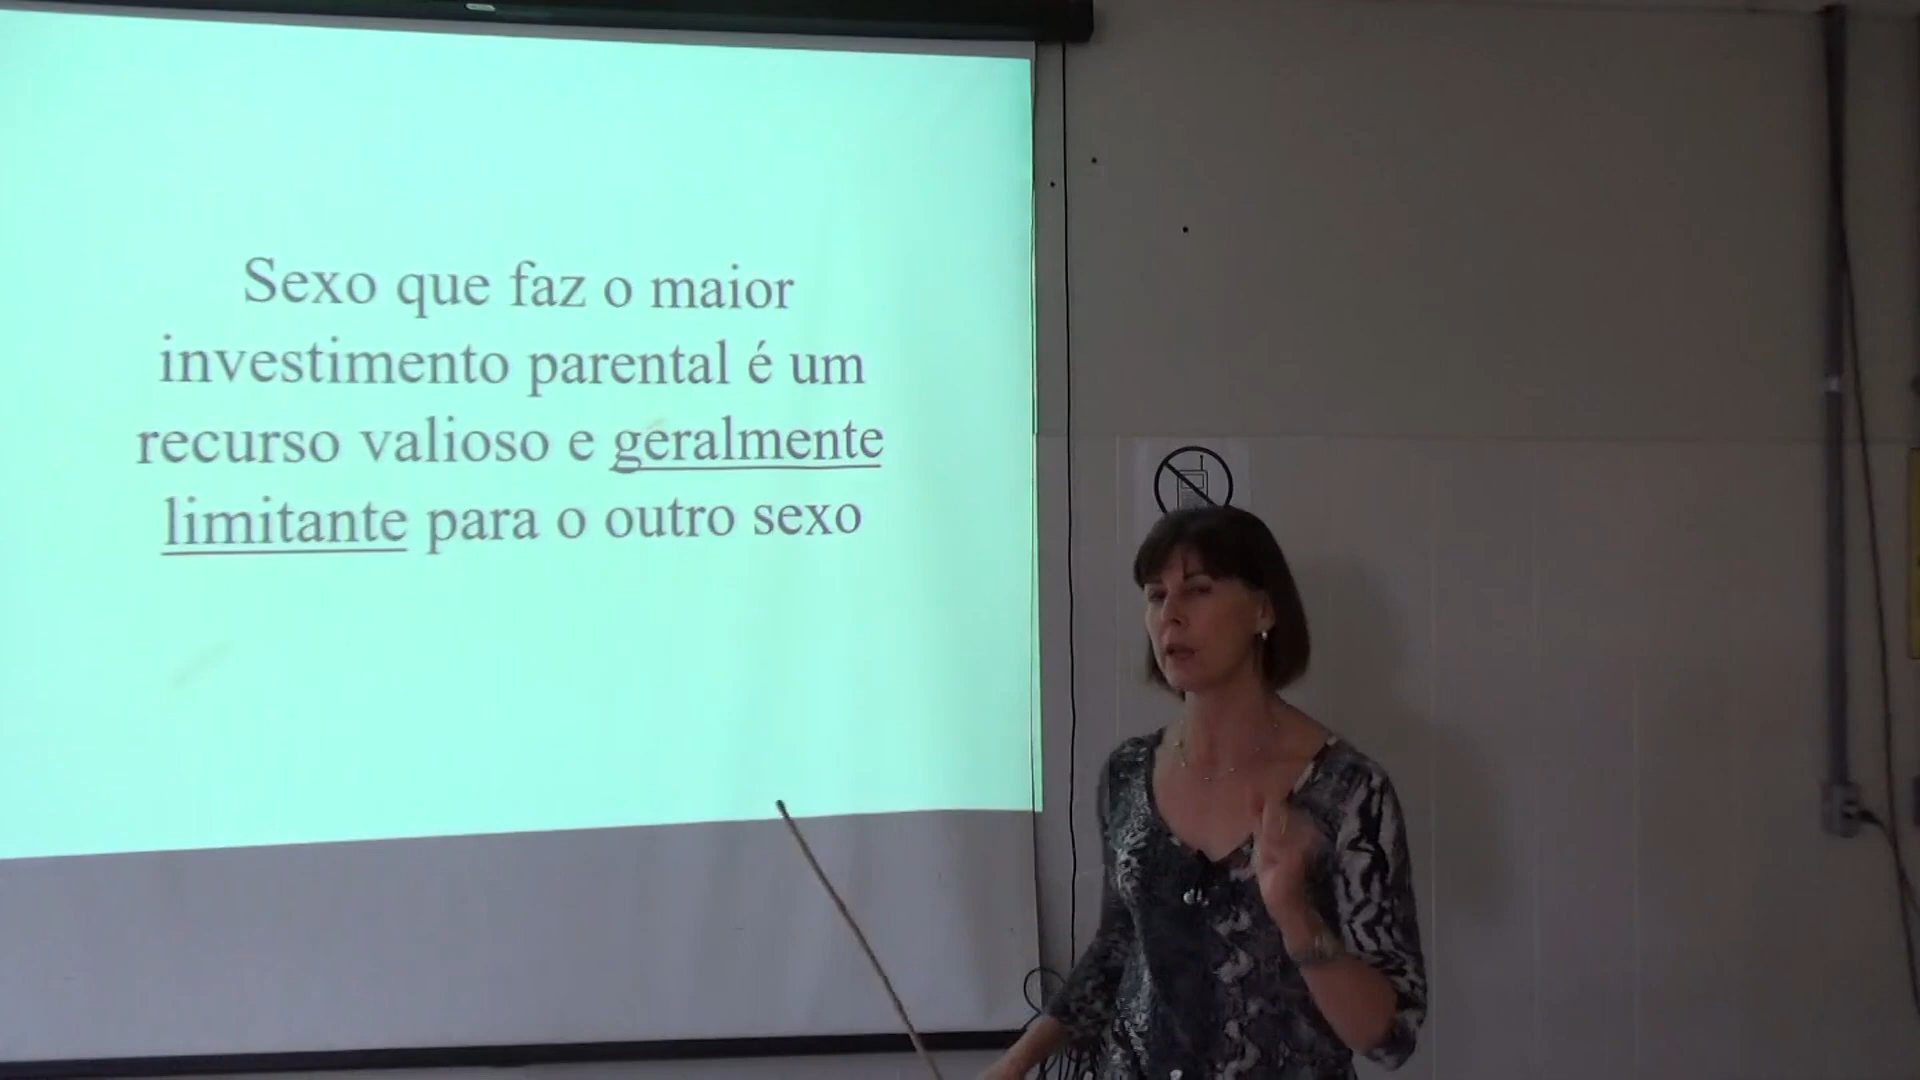 Sexo que faz o maior
investimento parental é um
recurso valioso e geralmente
limitante para o outro sexo